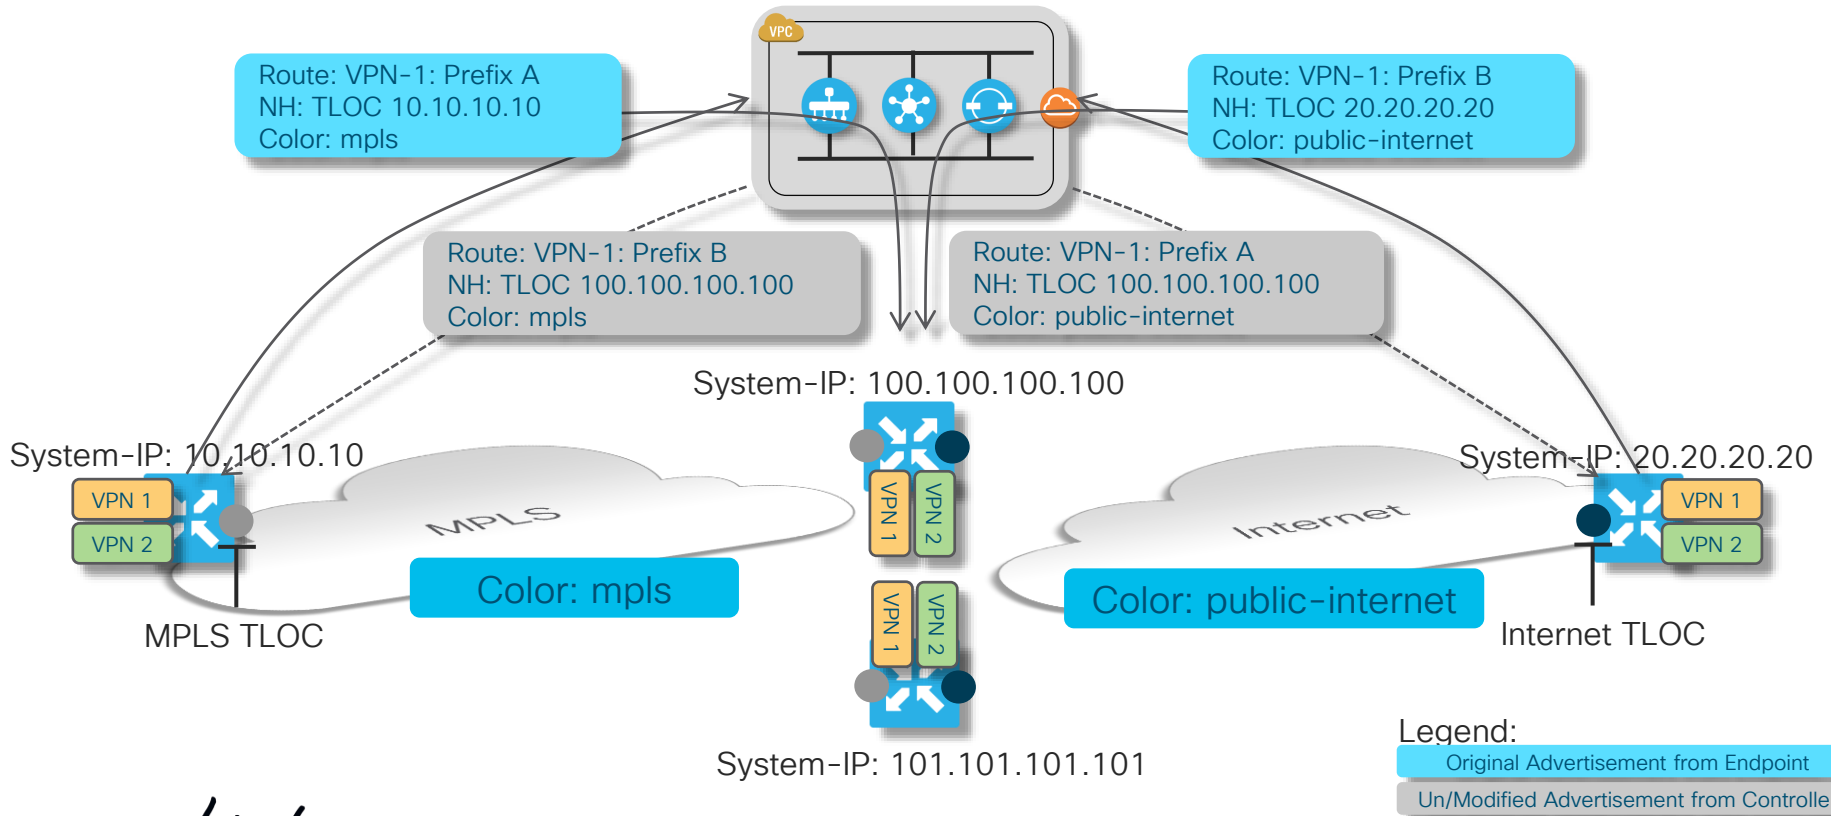 VPC
Route: VPN-1: Prefix A
NH: TLOC 10.10.10.10
Color: mpls
Route: VPN-1: Prefix B
NH: TLOC 20.20.20.20
Color: public-internet
Route: VPN-1: Prefix B
NH: TLOC 100.100.100.100
Color: mpls
Route: VPN-1: Prefix A
NH: TLOC 100.100.100.100
Color: public-internet
System-IP: 100.100.100.100
System-IP: 10.10.10.10
System-IP: 20.20.20.20
VPN 1
VPN 2
MPLS
VPN 1
VPN 2
Internet
VPN 1
VPN 2
Color: mpls
Color: public-internet
VPN 1
VPN 2
MPLS TLOC
Internet TLOC
System-IP: 101.101.101.101
Legend:
Original Advertisement from Endpoint
Un/Modified Advertisement from Controlle